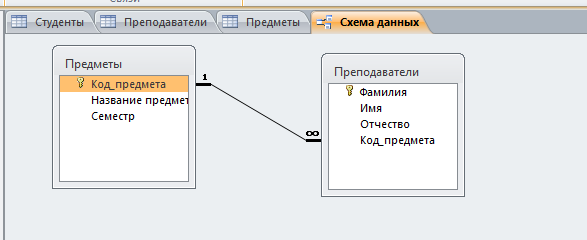 Связи
Студенты
Преподаватели
Предметы
Схема данных
Предметы
Код_предмета
Название предмет
Семестр
1
∞
Преподаватели
Фамилия
Имя
Отчество
Код_предмета